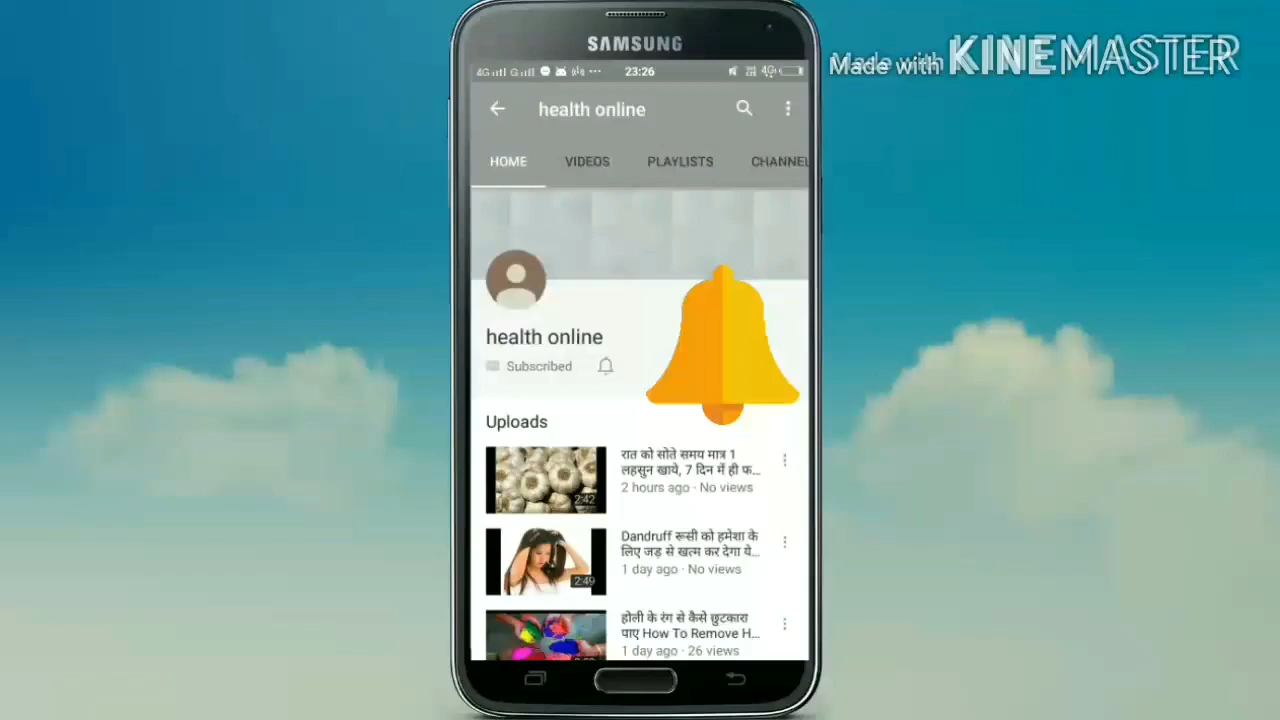 Made with KINEMASTER
SAMSUNG
4G G 23:26 4G
health online
HOME VIDEOS PLAYLISTS CHANNEL
health online
Subscribed
Uploads
रात को सोते समय मात्र 1
लहसुन खाये, 7 दिन में ही फ...
2 hours ago · No views
2:42
Dandruff रूसी को हमेशा के
लिए जड़ से खत्म कर देगा ये...
1 day ago · No views
2:49
होली के रंग से कैसे छुटकारा
पाए How To Remove H...
1 day ago · 26 views